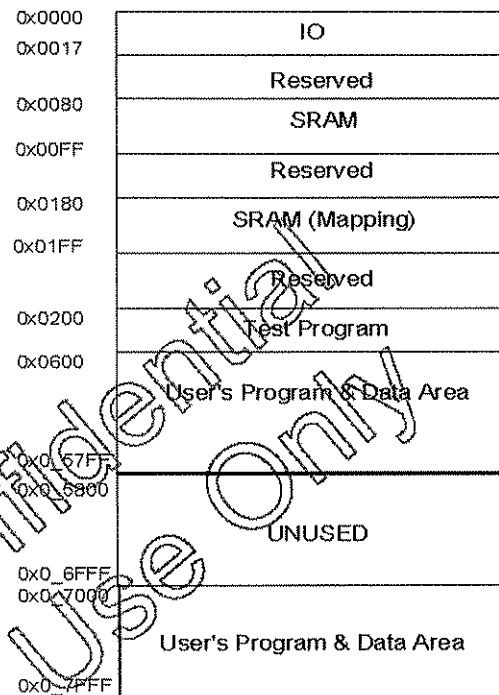 0x0000
IO
0x0017
Reserved
0x0080
SRAM
0x00FF
Reserved
0x0180
SRAM (Mapping)
0x01FF
Reserved
0x0200
Test Program
0x0600
User's Program & Data Area
0x0_57FF
0x0_5800
UNUSED
0x0_6FFF
0x0_7000
User's Program & Data Area
0x0_7FFF
Use Only